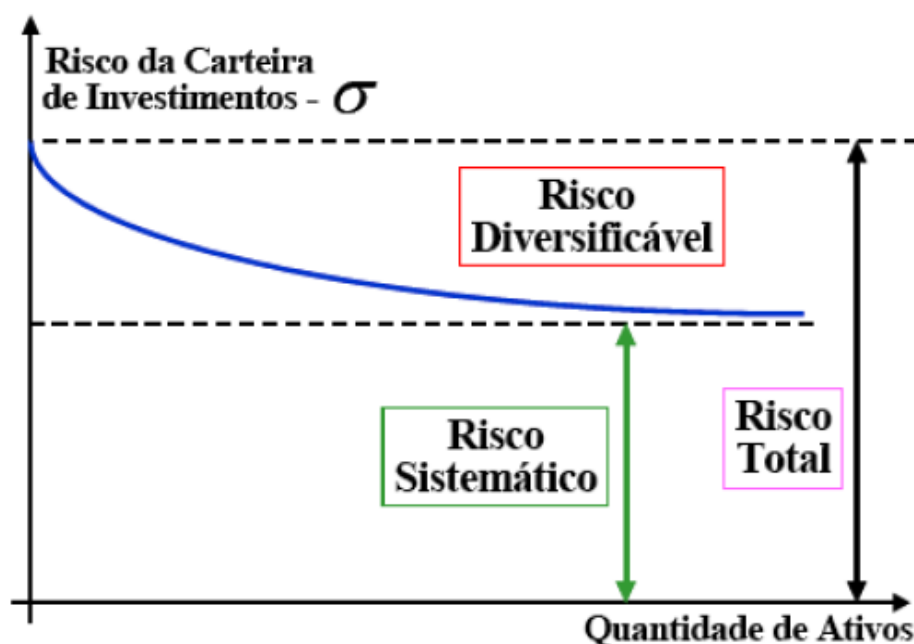 Risco da Carteira
de Investimentos - σ
Risco
Diversificável
Risco
Sistemático
Risco
Total
Quantidade de Ativos